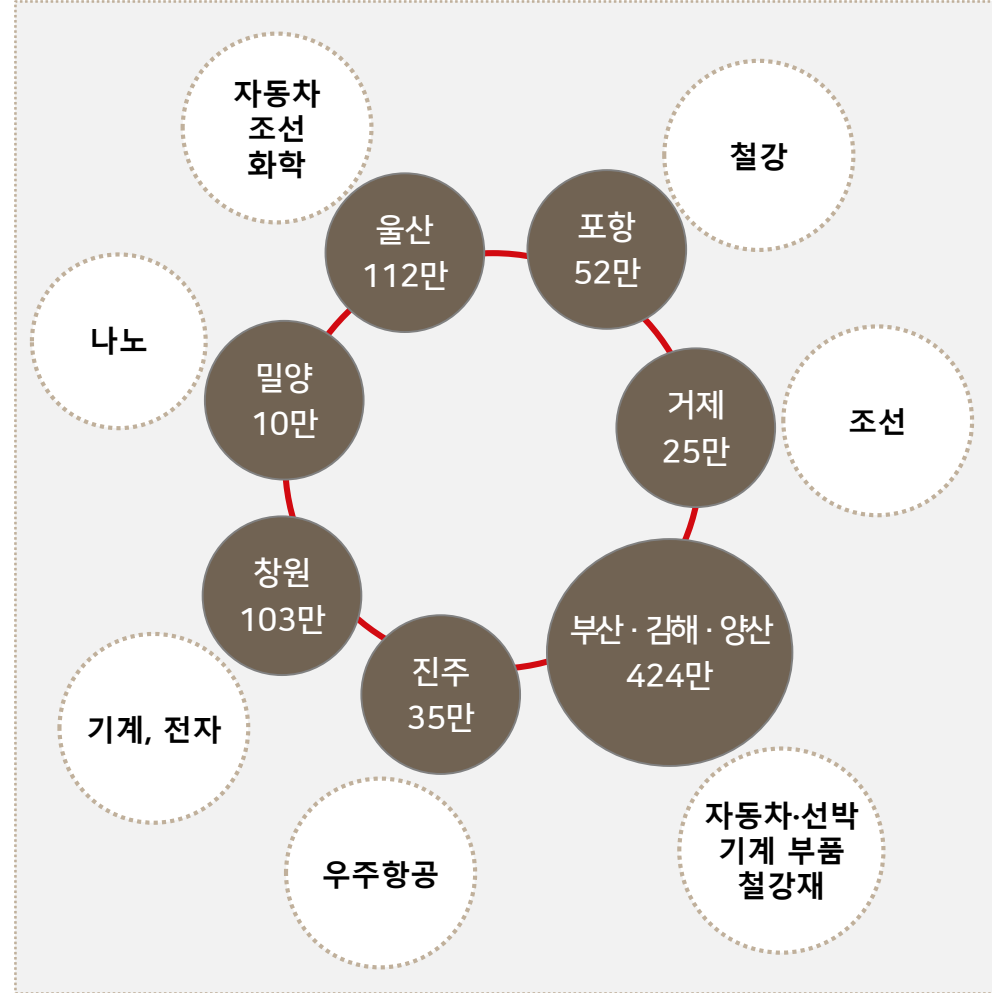 자동차
조선
화학
철강
울산
112만
포항
52만
나노
밀양
10만
거제
25만
조선
창원
103만
부산 · 김해 · 양산
424만
진주
35만
기계, 전자
자동차·선박
기계 부품
철강재
우주항공